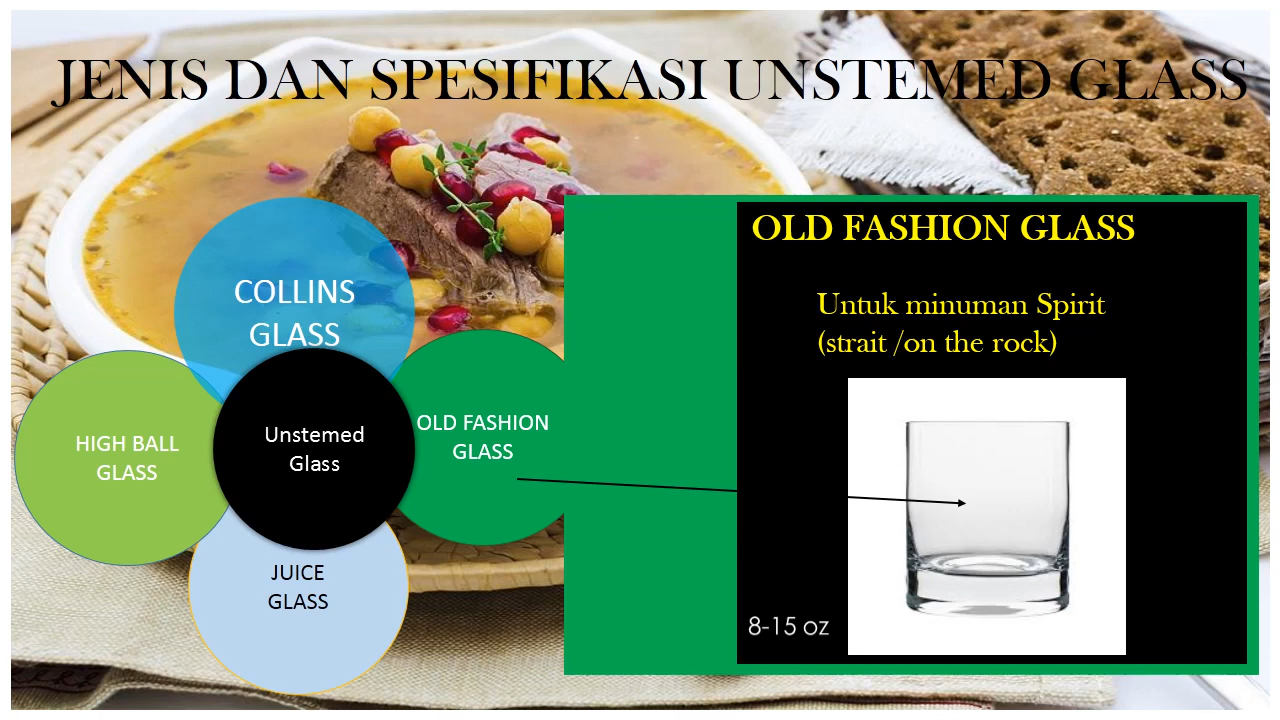 JENIS DAN SPESIFIKASI UNSTEMED GLASS
COLLINS
GLASS
HIGH BALL
GLASS
Unstemed
Glass
OLD FASHION
GLASS
JUICE
GLASS
OLD FASHION GLASS
Untuk minuman Spirit
(strait /on the rock)
8-15 oz